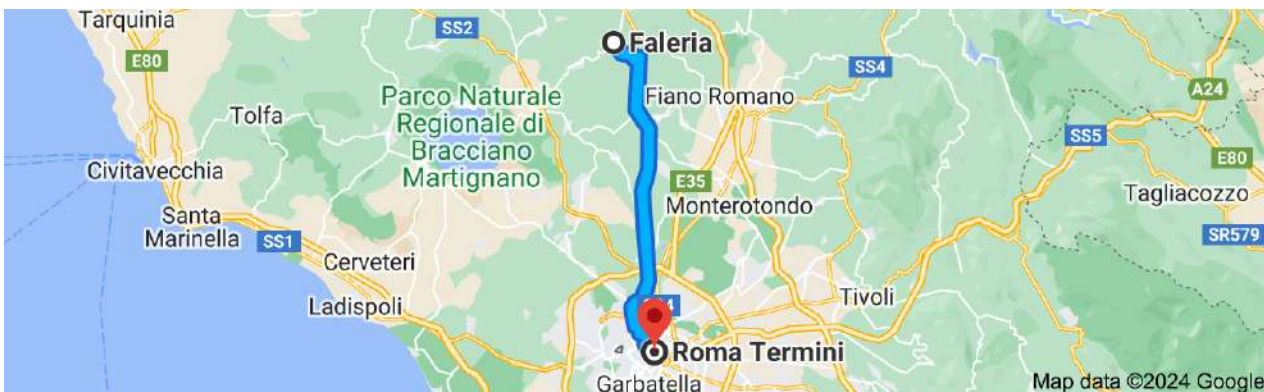 Tarquinia
SS2
Faleria
E80
SS4
Parco Naturale
Regionale di
Bracciano
Martignano
Fiano Romano
A24
Tolfa
SS5
Civitavecchia
E80
E35
Tagliacozzo
Santa
Marinella
Monterotondo
SS1
SR579
Cerveteri
Ladispoli
Tivoli
Roma Termini
Garbatella
Map data ©2024 Google